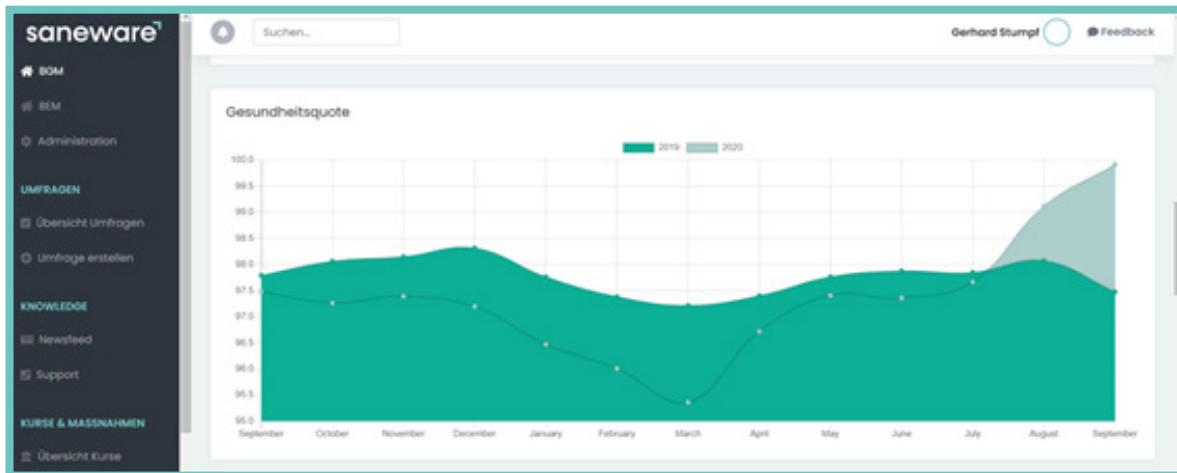 saneware
Suchen...
Gerhard Stumpf
Feedback
BGM
BEM
Administration
UMFRAGEN
Übersicht Umfragen
Umfrage erstellen
KNOWLEDGE
Newsfeed
Support
KURSE & MASSNAHMEN
Übersicht Kurse
Gesundheitsquote
2019 2020
100.0
99.5
99.0
98.5
98.0
97.5
97.0
96.5
96.0
95.5
95.0
September October November December January February March April May June July August September